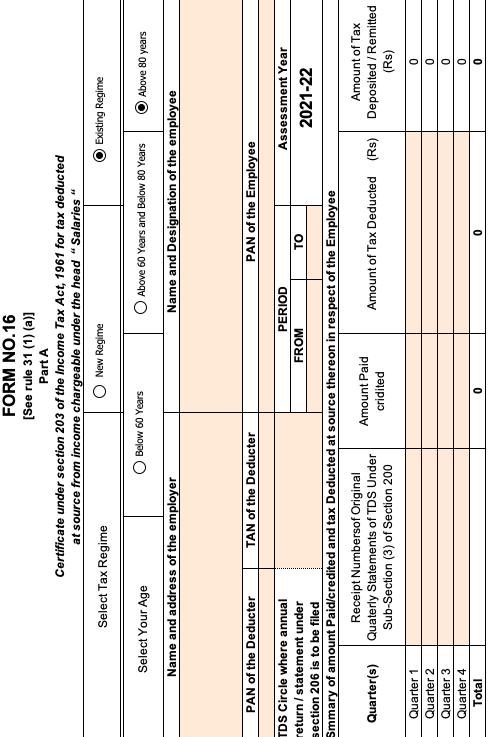 FORM NO.16
[See rule 31 (1) (a)]
Part A
Certificate under section 203 of the Income Tax Act, 1961 for tax deducted
at source from income chargeable under the head “ Salaries “
Select Tax Regime New Regime Existing Regime
Select Your Age Below 60 Years Above 60 Years and Below 80 Years Above 80 years
Name and address of the employer Name and Designation of the employee
PAN of the Deducter TAN of the Deducter PAN of the Employee
TDS Circle where annual
return / statement under
section 206 is to be filed
PERIOD Assessment Year
FROM TO 2021-22
Smmary of amount Paid/credited and tax Deducted at source thereon in respect of the Employee
Quarter(s)
Receipt Numbersof Original
Quaterly Statements of TDS Under
Sub-Section (3) of Section 200
Amount Paid
cridited
Amount of Tax Deducted (Rs)
Amount of Tax
Deposited / Remitted
(Rs)
Quarter 1 0
Quarter 2 0
Quarter 3 0
Quarter 4 0
Total 0 0 0